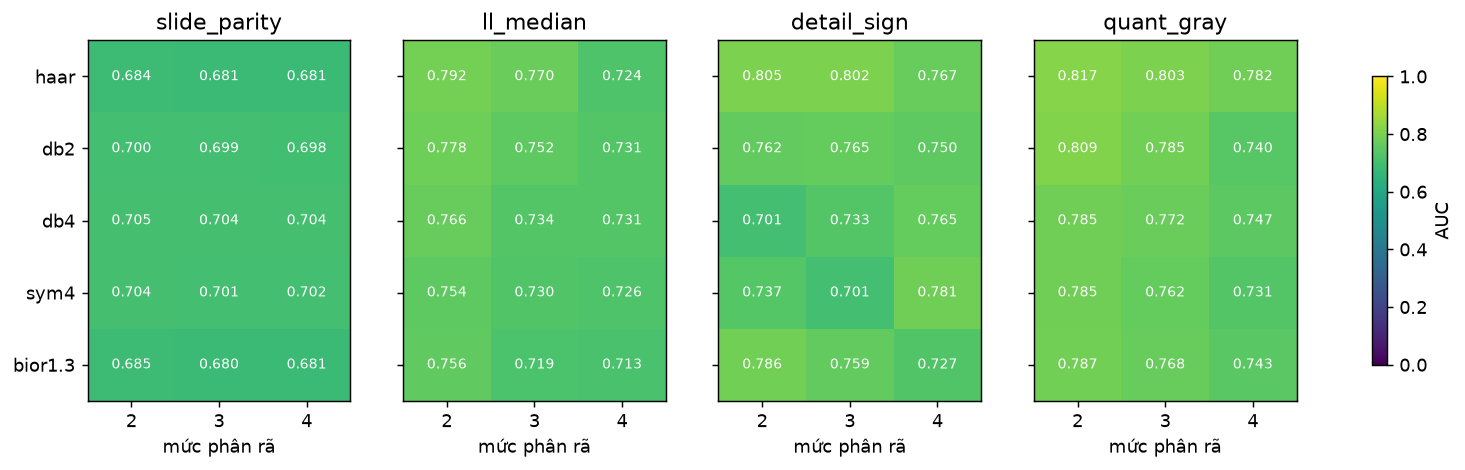 slide_parity ll_median detail_sign quant_gray
haar 0.684 0.681 0.681 0.792 0.770 0.724 0.805 0.802 0.767 0.817 0.803 0.782
db2 0.700 0.699 0.698 0.778 0.752 0.731 0.762 0.765 0.750 0.809 0.785 0.740
db4 0.705 0.704 0.704 0.766 0.734 0.731 0.701 0.733 0.765 0.785 0.772 0.747
sym4 0.704 0.701 0.702 0.754 0.730 0.726 0.737 0.701 0.781 0.785 0.762 0.731
bior1.3 0.685 0.680 0.681 0.756 0.719 0.713 0.786 0.759 0.727 0.787 0.768 0.743
2 3 4 2 3 4 2 3 4 2 3 4
mức phân rã mức phân rã mức phân rã mức phân rã
1.0
0.8
0.6
0.4
0.2
0.0
AUC